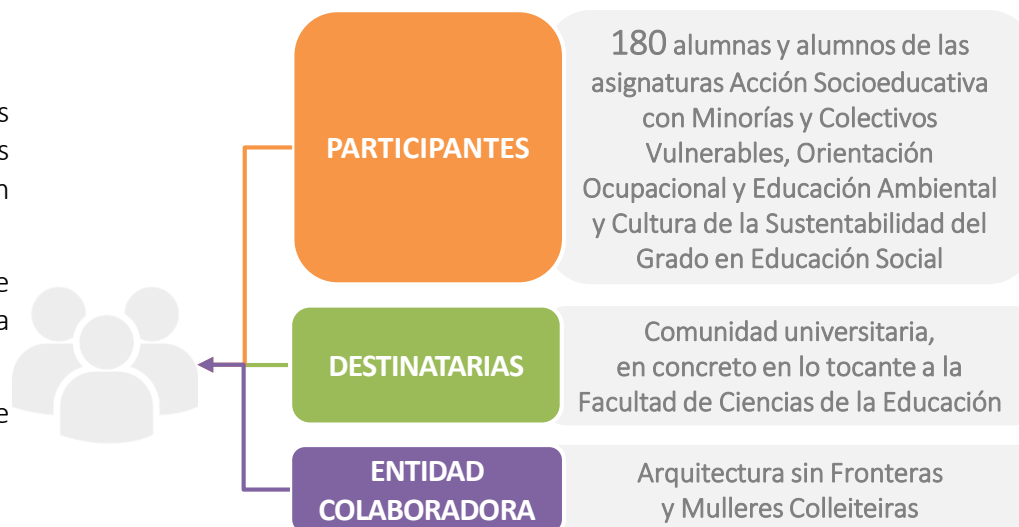 s
s
n
e
a
e
PARTICIPANTES
180 alumnas y alumnos de las
asignaturas Acción Socioeducativa
con Minorías y Colectivos
Vulnerables, Orientación
Ocupacional y Educación Ambiental
y Cultura de la Sustentabilidad del
Grado en Educación Social
DESTINATARIAS
Comunidad universitaria,
en concreto en lo tocante a la
Facultad de Ciencias de la Educación
ENTIDAD
COLABORADORA
Arquitectura sin Fronteras
y Mulleres Colleiteiras